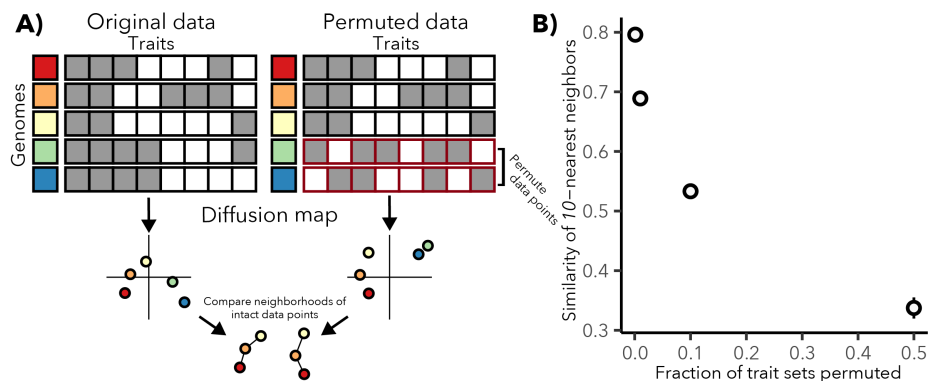 A)
Original data
Traits
Permuted data
Traits
Genomes
Permute
data points
Diffusion map
Compare neighborhoods of
intact data points
B)
Similarity of 10−nearest neighbors
0.8
0.7
0.6
0.5
0.4
0.3
0.0 0.1 0.2 0.3 0.4 0.5
Fraction of trait sets permuted